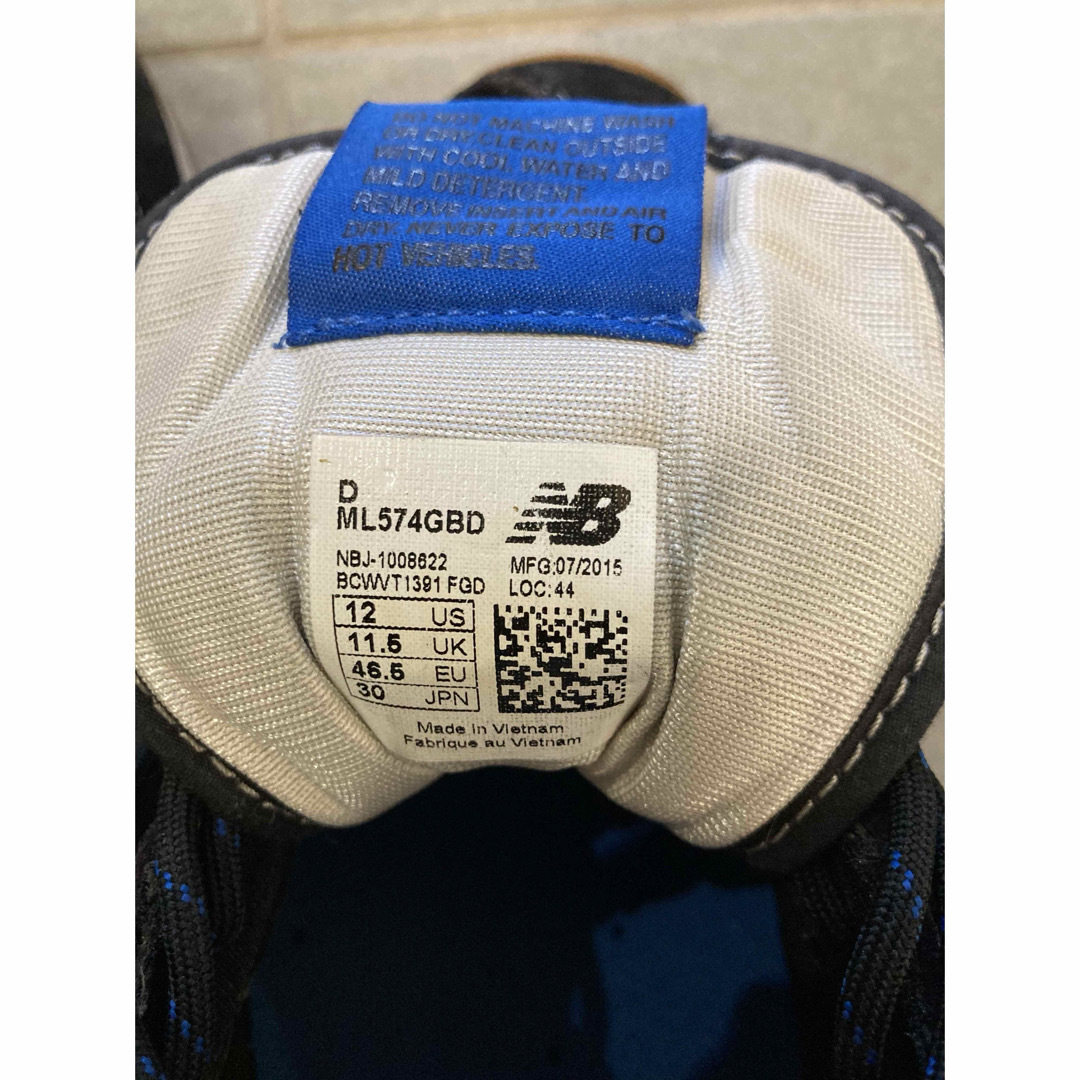 DO NOT MACHINE WASH
OR DRY CLEAN OUTSIDE
WITH COOL WATER AND
MILD DETERGENT
REMOVE INSERT AND AIR
DRY. NEVER EXPOSE TO
HOT VEHICLES.
D
ML574GBD
NB
NBJ-1008622
MFG:07/2015
BCWVT1391 FGD
LOC:44
12 US
11.5 UK
46.5 EU
30 JPN
Made in Vietnam
Fabrique au Vietnam